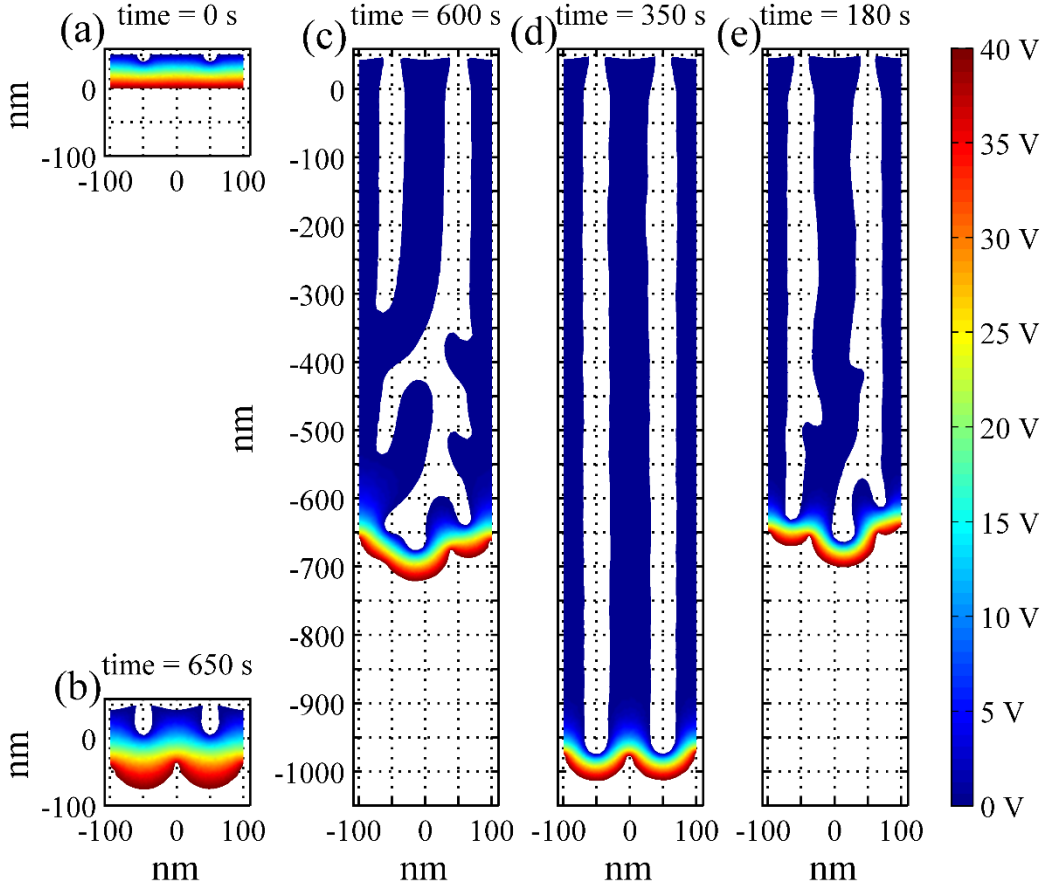 time = 0 s
(a)
nm
0
-100
-100 0 100
time = 650 s
(b)
nm
0
-100
-100 0 100
nm
time = 600 s
(c)
nm
0
-100
-200
-300
-400
-500
-600
-700
-800
-900
-1000
-100 0 100
nm
time = 350 s
(d)
-100 0 100
nm
time = 180 s
(e)
-100 0 100
nm
40 V
35 V
30 V
25 V
20 V
15 V
10 V
5 V
0 V